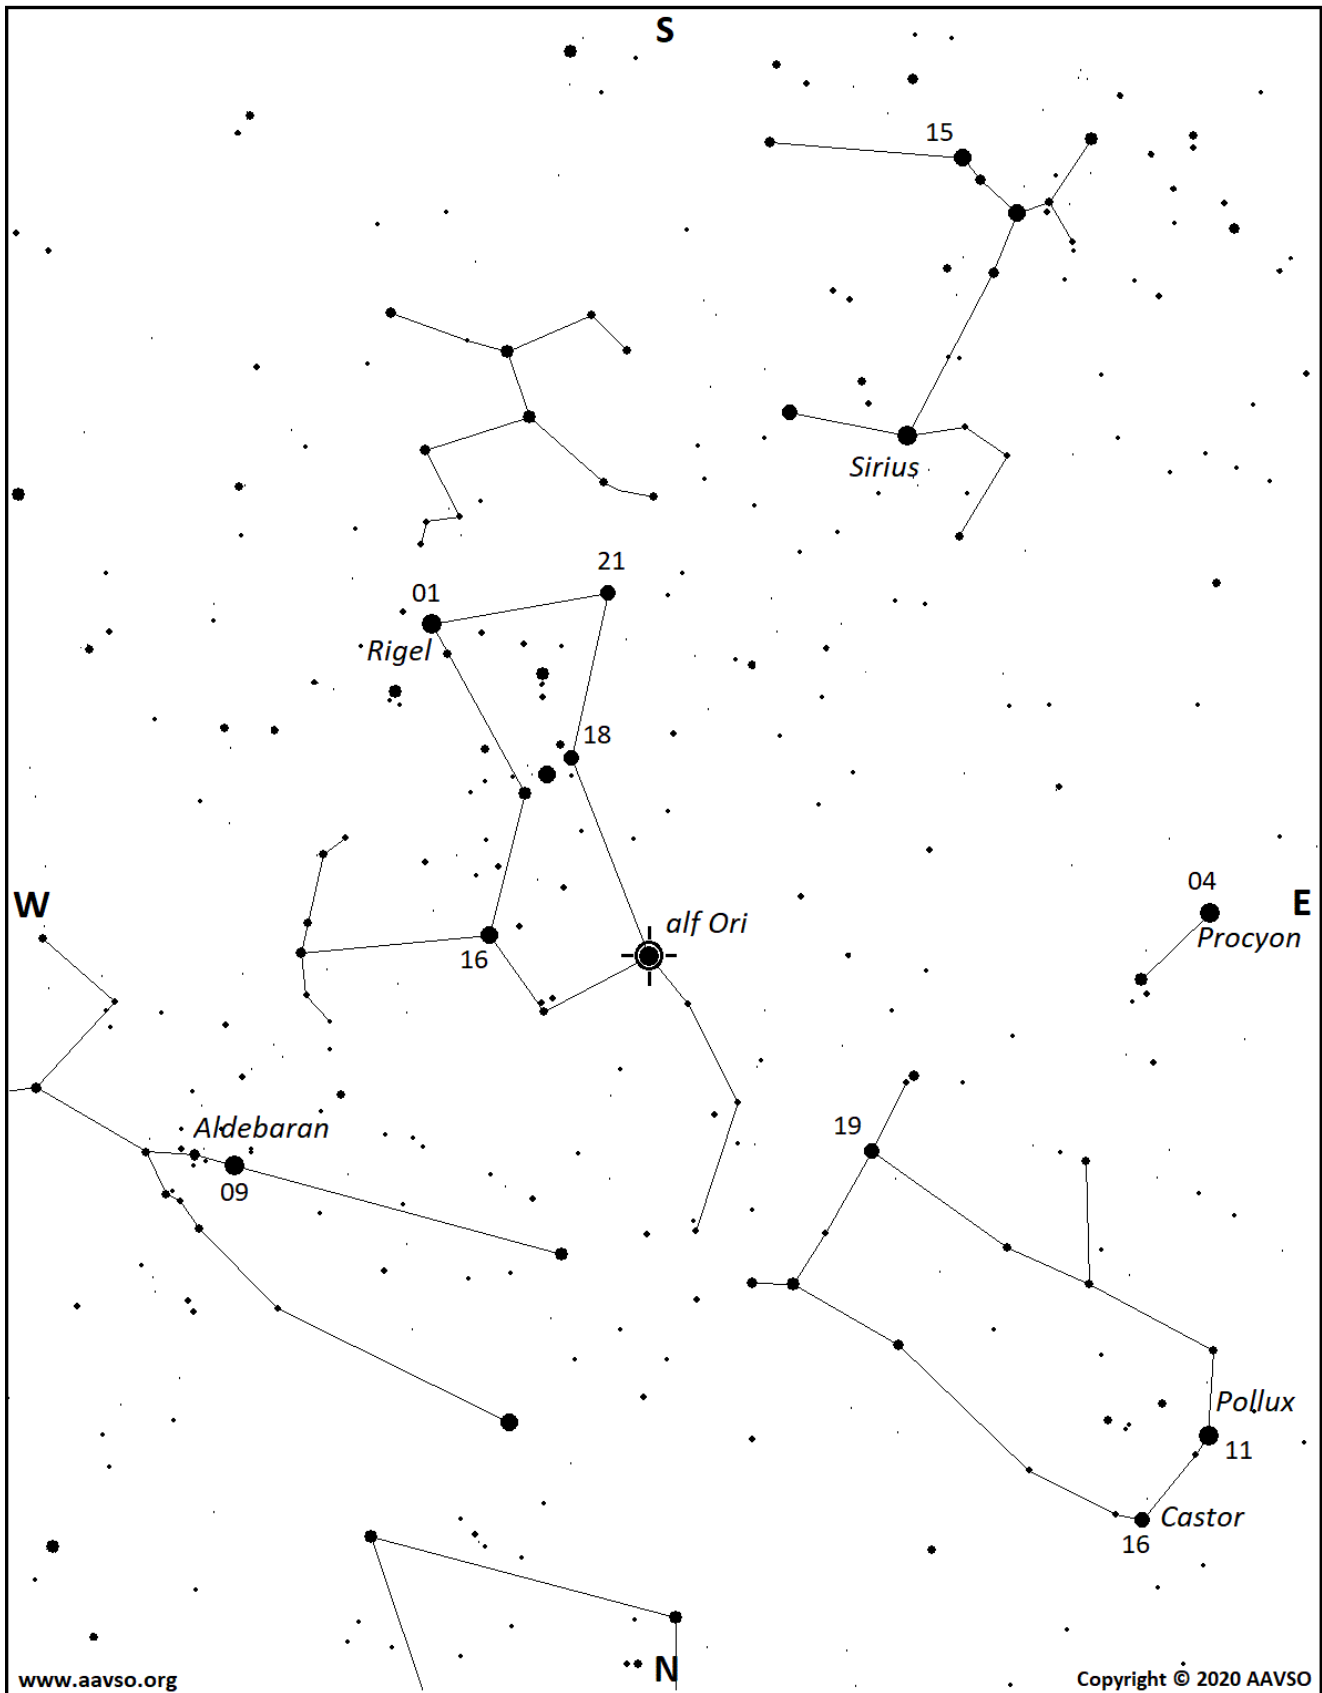 S
15
Sirius
21
01
Rigel
18
04
W
E
alf Ori
Procyon
16
19
Aldebaran
09
Pollux
11
Castor
16
N
www.aavso.org
Copyright © 2020 AAVSO